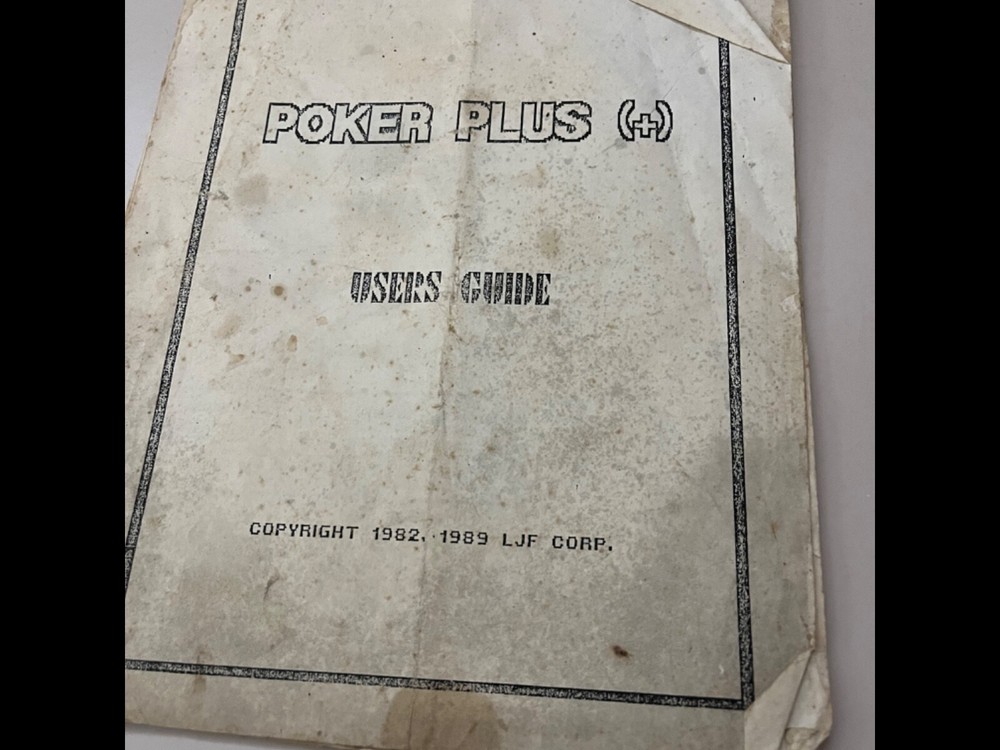 POKER PLUS (+)
USERS GUIDE
COPYRIGHT 1982, 1989 LJF CORP.